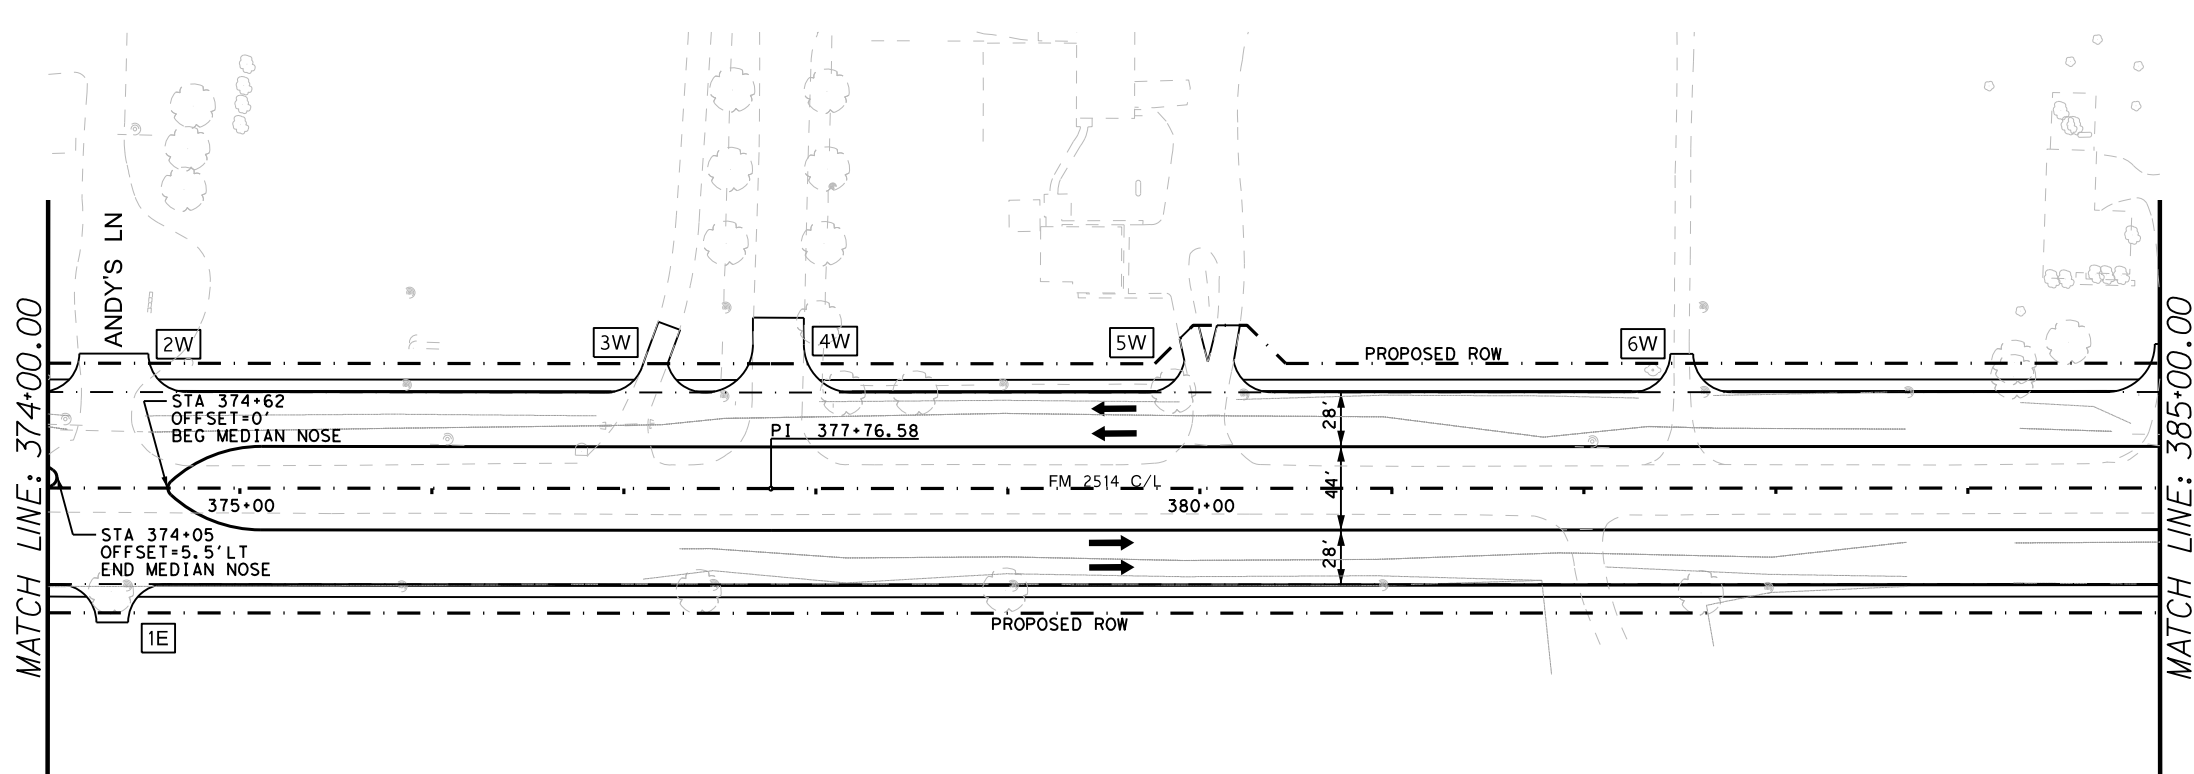 MATCH LINE: 374+00.00
ANDY'S LN
2W
3W
4W
5W
6W
PROPOSED ROW
STA 374+62
OFFSET=0'
BEG MEDIAN NOSE
PI 377+76.58
28'
FM 2514 C/L
44'
375+00
380+00
STA 374+05
OFFSET=5.5'LT
END MEDIAN NOSE
28'
1E
PROPOSED ROW
MATCH LINE: 385+00.00